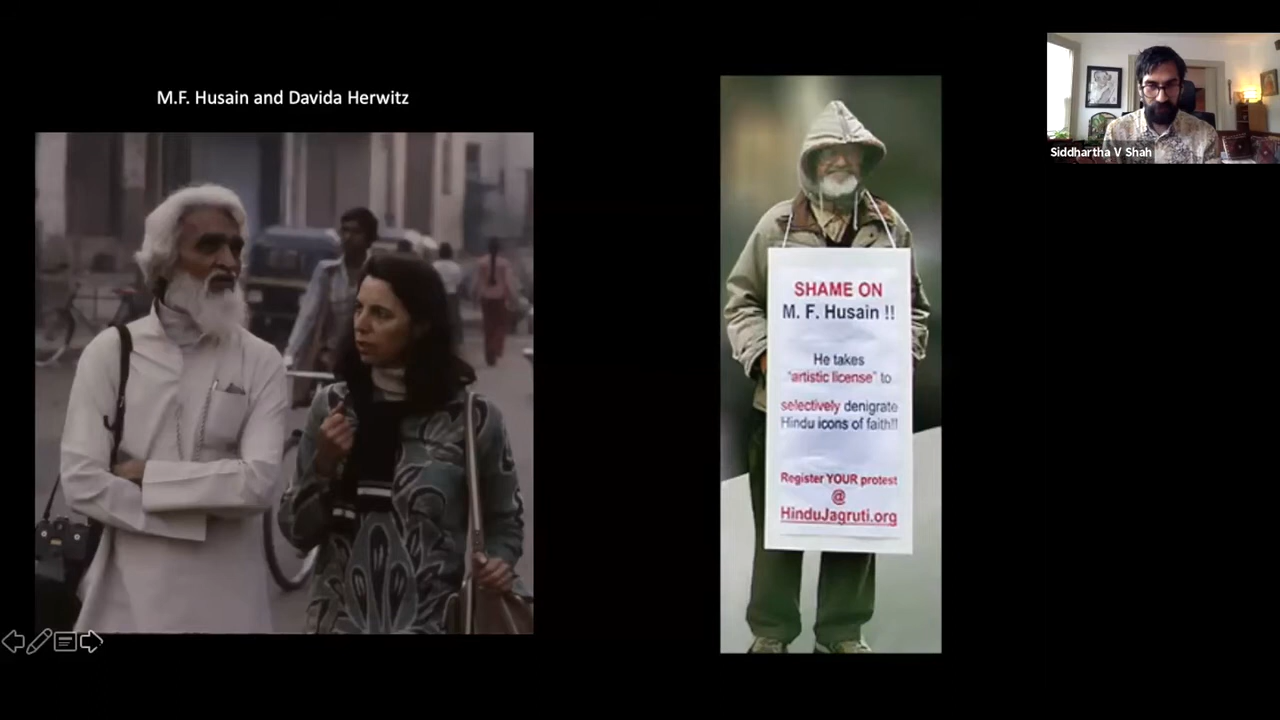 M.F. Husain and Davida Herwitz
SHAME ON
M. F. Husain !!
He takes
"artistic license" to
selectively denigrate
Hindu icons of faith!!
Register YOUR protest
@
HinduJagruti.org
Siddhartha V Shah